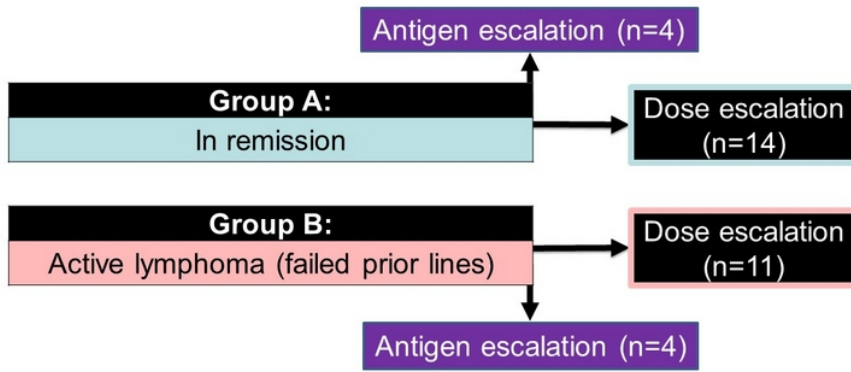 Antigen escalation (n=4)
Group A:
In remission
Dose escalation
(n=14)
Group B:
Active lymphoma (failed prior lines)
Dose escalation
(n=11)
Antigen escalation (n=4)